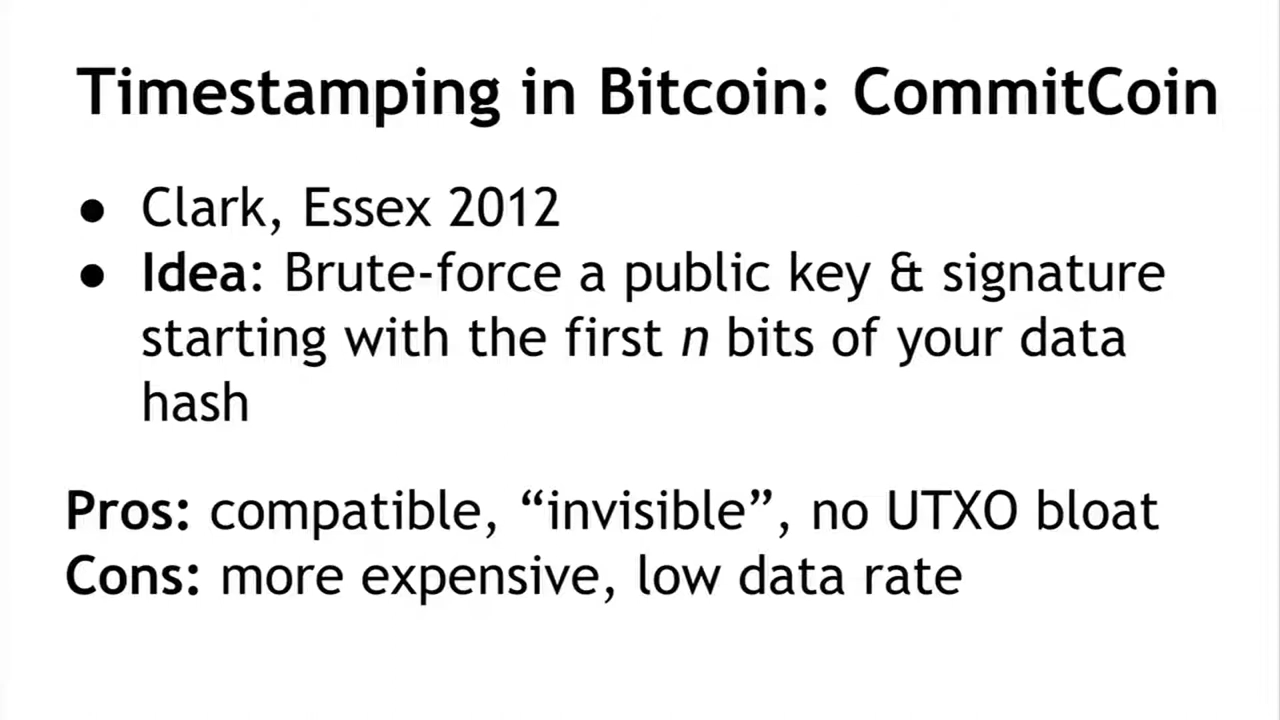 Timestamping in Bitcoin: CommitCoin
● Clark, Essex 2012
● Idea: Brute-force a public key & signature
starting with the first n bits of your data
hash
Pros: compatible, “invisible”, no UTXO bloat
Cons: more expensive, low data rate